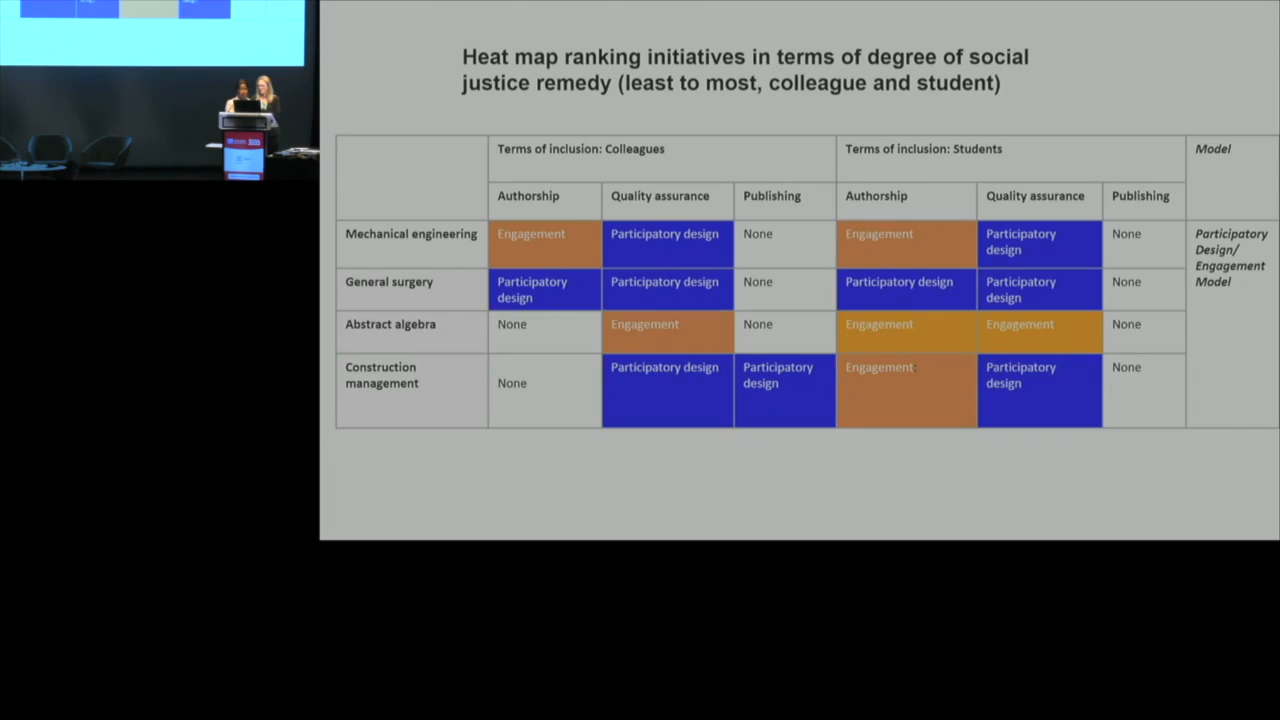 Heat map ranking initiatives in terms of degree of social
justice remedy (least to most, colleague and student)
Terms of inclusion: Colleagues
Terms of inclusion: Students
Model
Authorship
Quality assurance
Publishing
Authorship
Quality assurance
Publishing
Mechanical engineering
Engagement
Participatory design
None
Engagement
Participatory
design
None
Participatory
Design/
Engagement
Model
General surgery
Participatory
design
Participatory design
None
Participatory design
Participatory
design
None
Abstract algebra
None
Engagement
None
Engagement
Engagement
None
Construction
management
None
Participatory design
Participatory
design
Engagement
Participatory
design
None